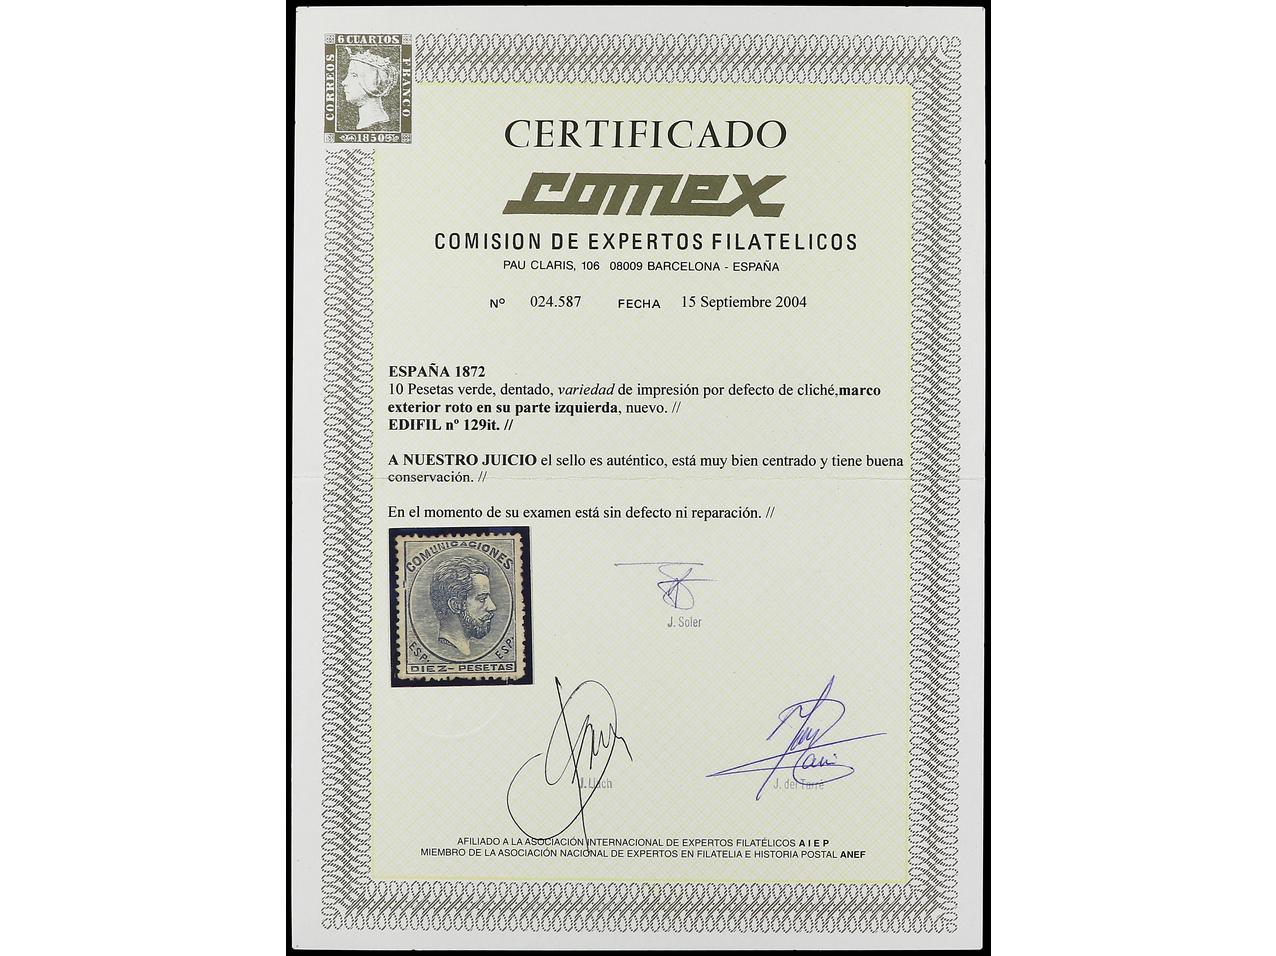 6 CUARTOS
CORREOS
FRANCO
1850
CERTIFICADO
comex
COMISION DE EXPERTOS FILATELICOS
PAU CLARIS, 106 08009 BARCELONA - ESPAÑA
Nº 024.587 FECHA 15 Septiembre 2004
ESPAÑA 1872
10 Pesetas verde, dentado, variedad de impresión por defecto de cliché,marco
exterior roto en su parte izquierda, nuevo. //
EDIFIL nº 129it. //
A NUESTRO JUICIO el sello es auténtico, está muy bien centrado y tiene buena
conservación. //
En el momento de su examen está sin defecto ni reparación. //
COMUNICACIONES
ESP. ESP.
DIEZ-PESETAS
J. Soler
J. Llach
J. del Tarré
AFILIADO A LA ASOCIACIÓN INTERNACIONAL DE EXPERTOS FILATÉLICOS A I E P
MIEMBRO DE LA ASOCIACIÓN NACIONAL DE EXPERTOS EN FILATELIA E HISTORIA POSTAL ANEF